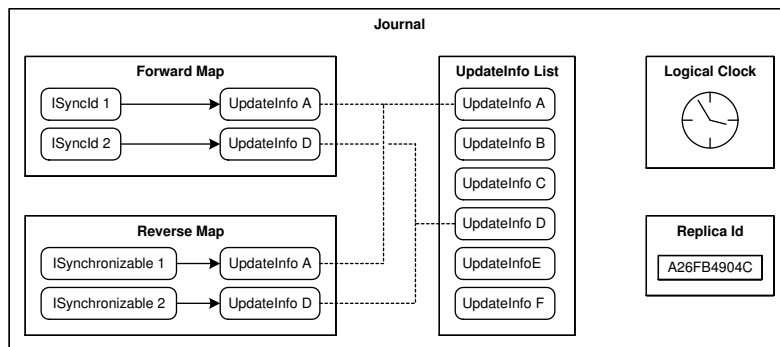 Journal
Forward Map
ISyncId 1
UpdateInfo A
ISyncId 2
UpdateInfo D
Reverse Map
ISynchronizable 1
UpdateInfo A
ISynchronizable 2
UpdateInfo D
UpdateInfo List
UpdateInfo A
UpdateInfo B
UpdateInfo C
UpdateInfo D
UpdateInfoE
UpdateInfo F
Logical Clock
Replica Id
A26FB4904C